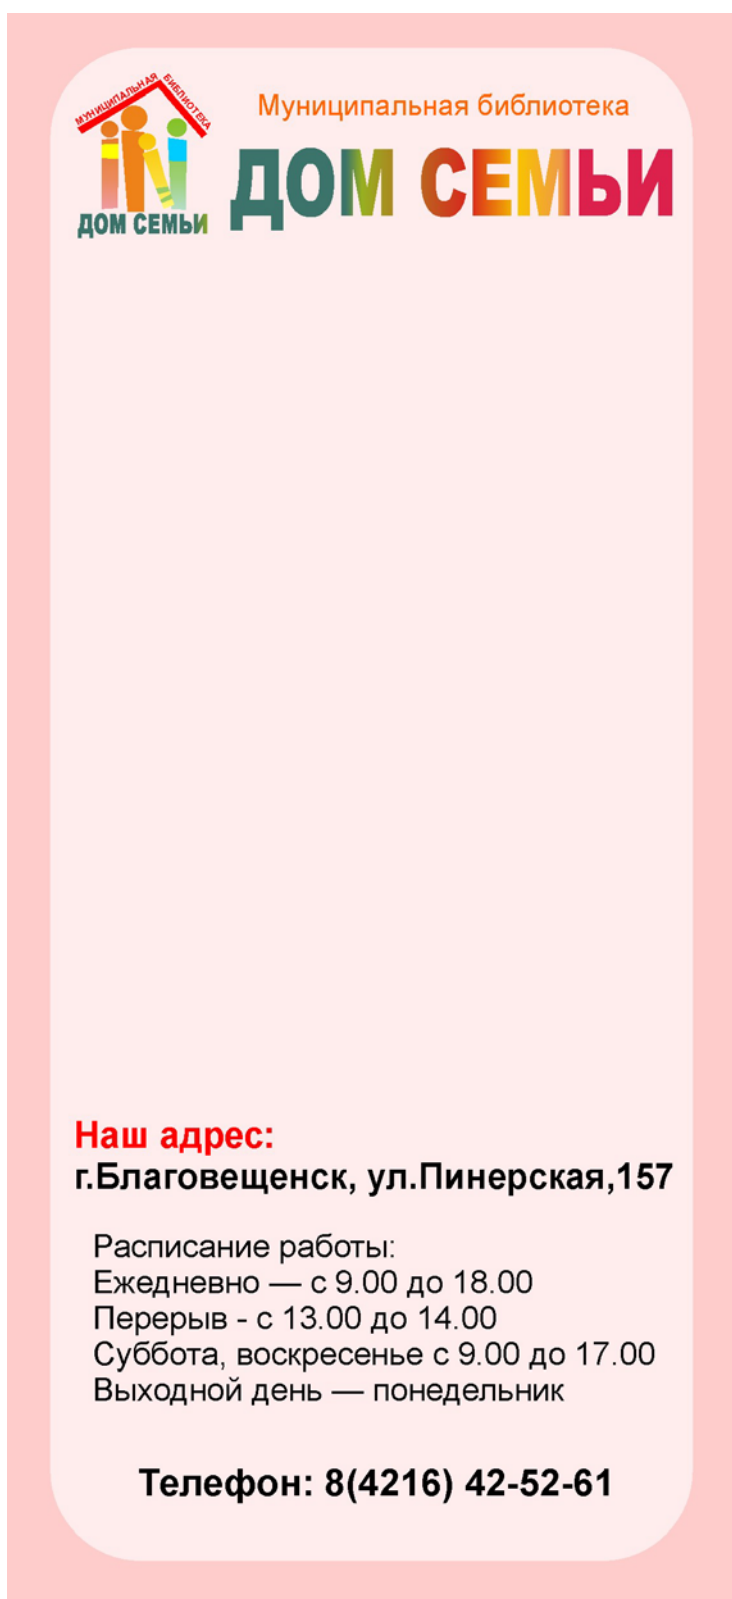 МУНИЦИПАЛЬНАЯ БИБЛИОТЕКА
ДОМ СЕМЬИ
Муниципальная библиотека
ДОМ СЕМЬИ
Наш адрес:
г.Благовещенск, ул.Пинерская,157
Расписание работы:
Ежедневно — с 9.00 до 18.00
Перерыв - с 13.00 до 14.00
Суббота, воскресенье с 9.00 до 17.00
Выходной день — понедельник
Телефон: 8(4216) 42-52-61